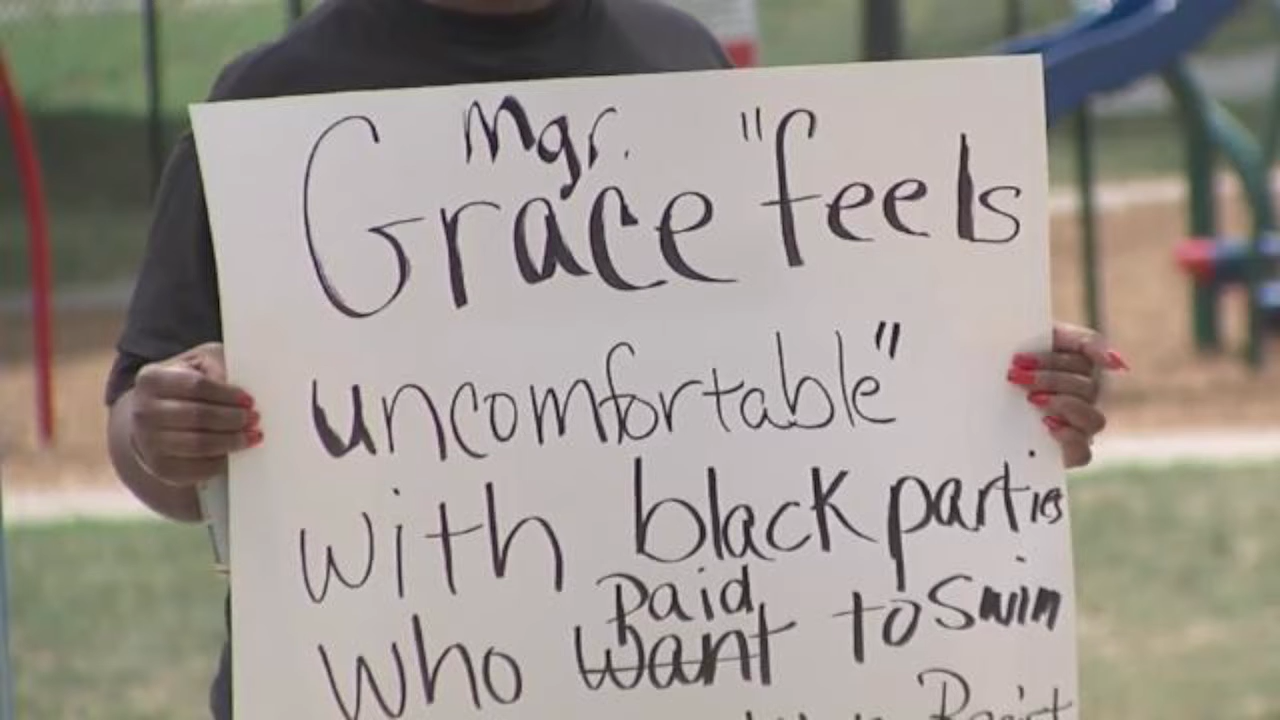 Mgr.
Grace "feels
uncomfortable"
with black parties
Paid
who want to Swim